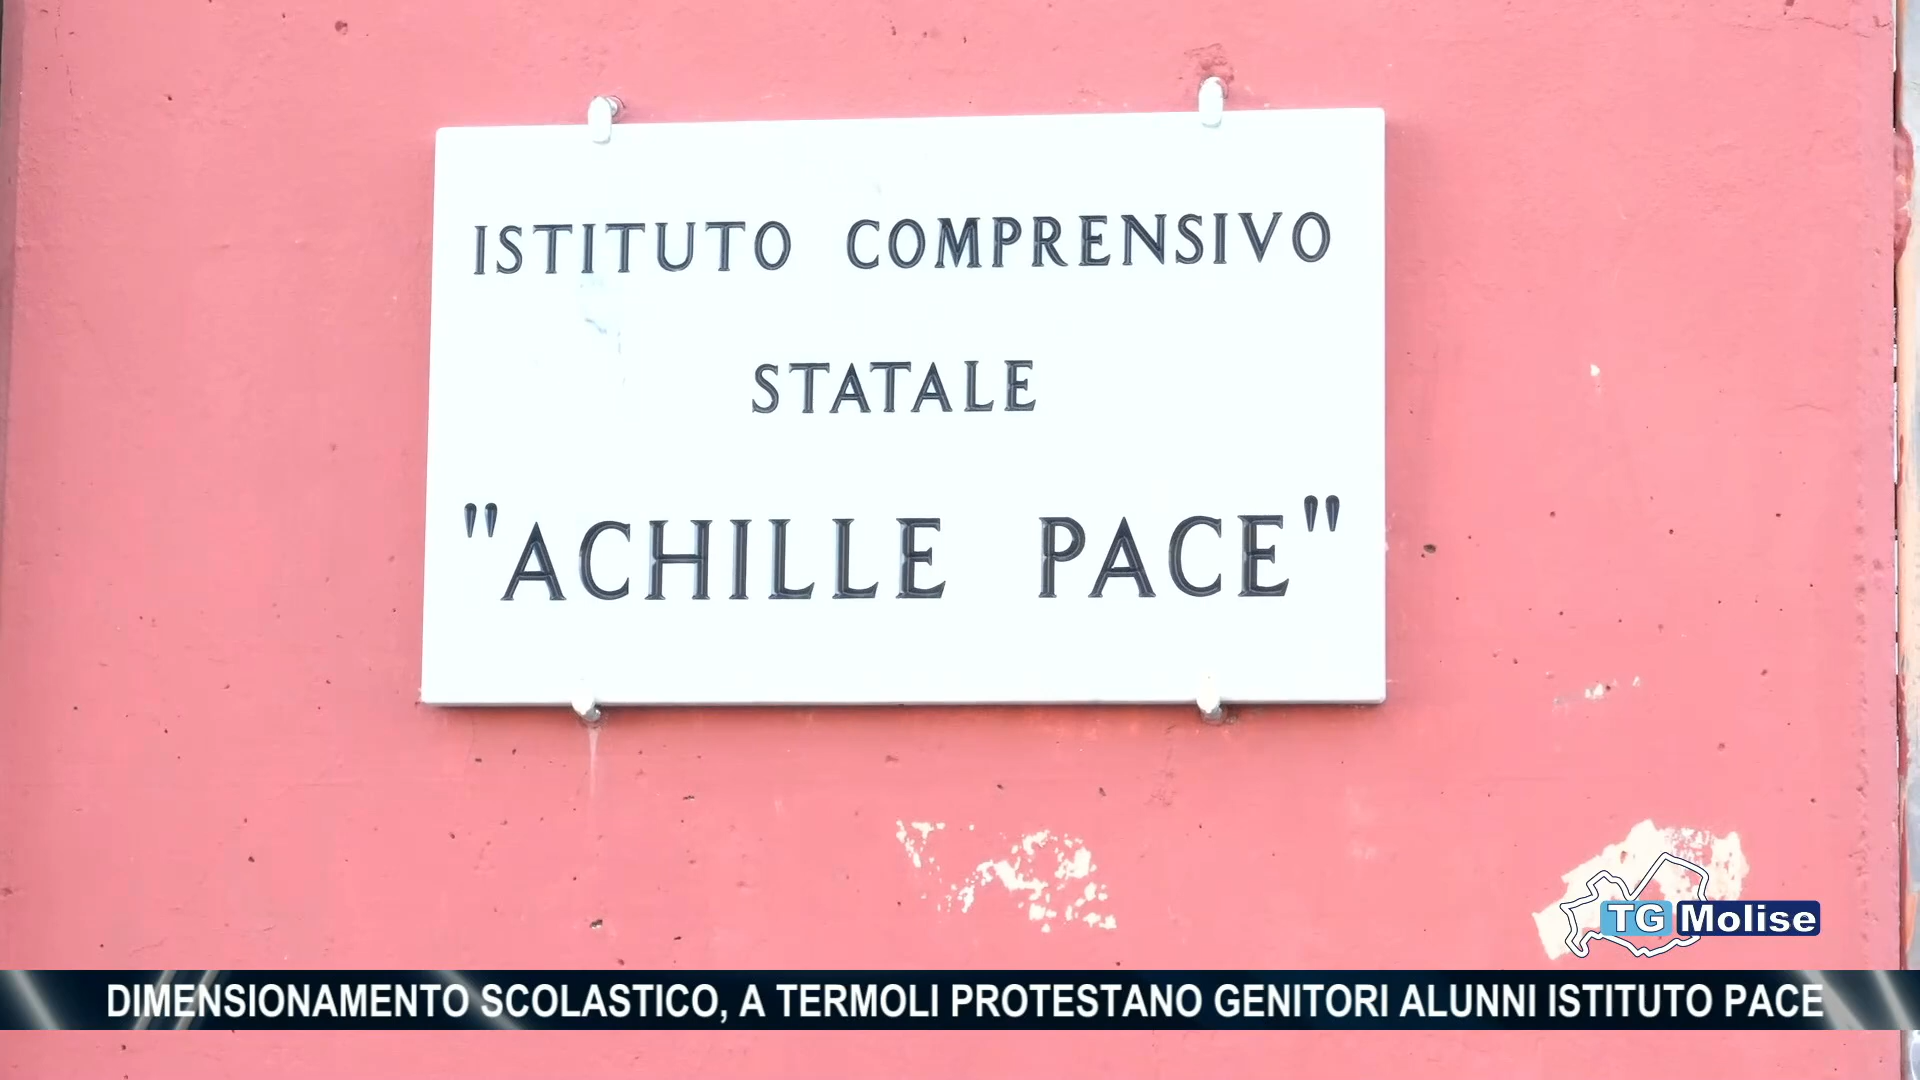 ISTITUTO COMPRENSIVO
STATALE
"ACHILLE PACE"
TG Molise
DIMENSIONAMENTO SCOLASTICO, A TERMOLI PROTESTANO GENITORI ALUNNI ISTITUTO PACE